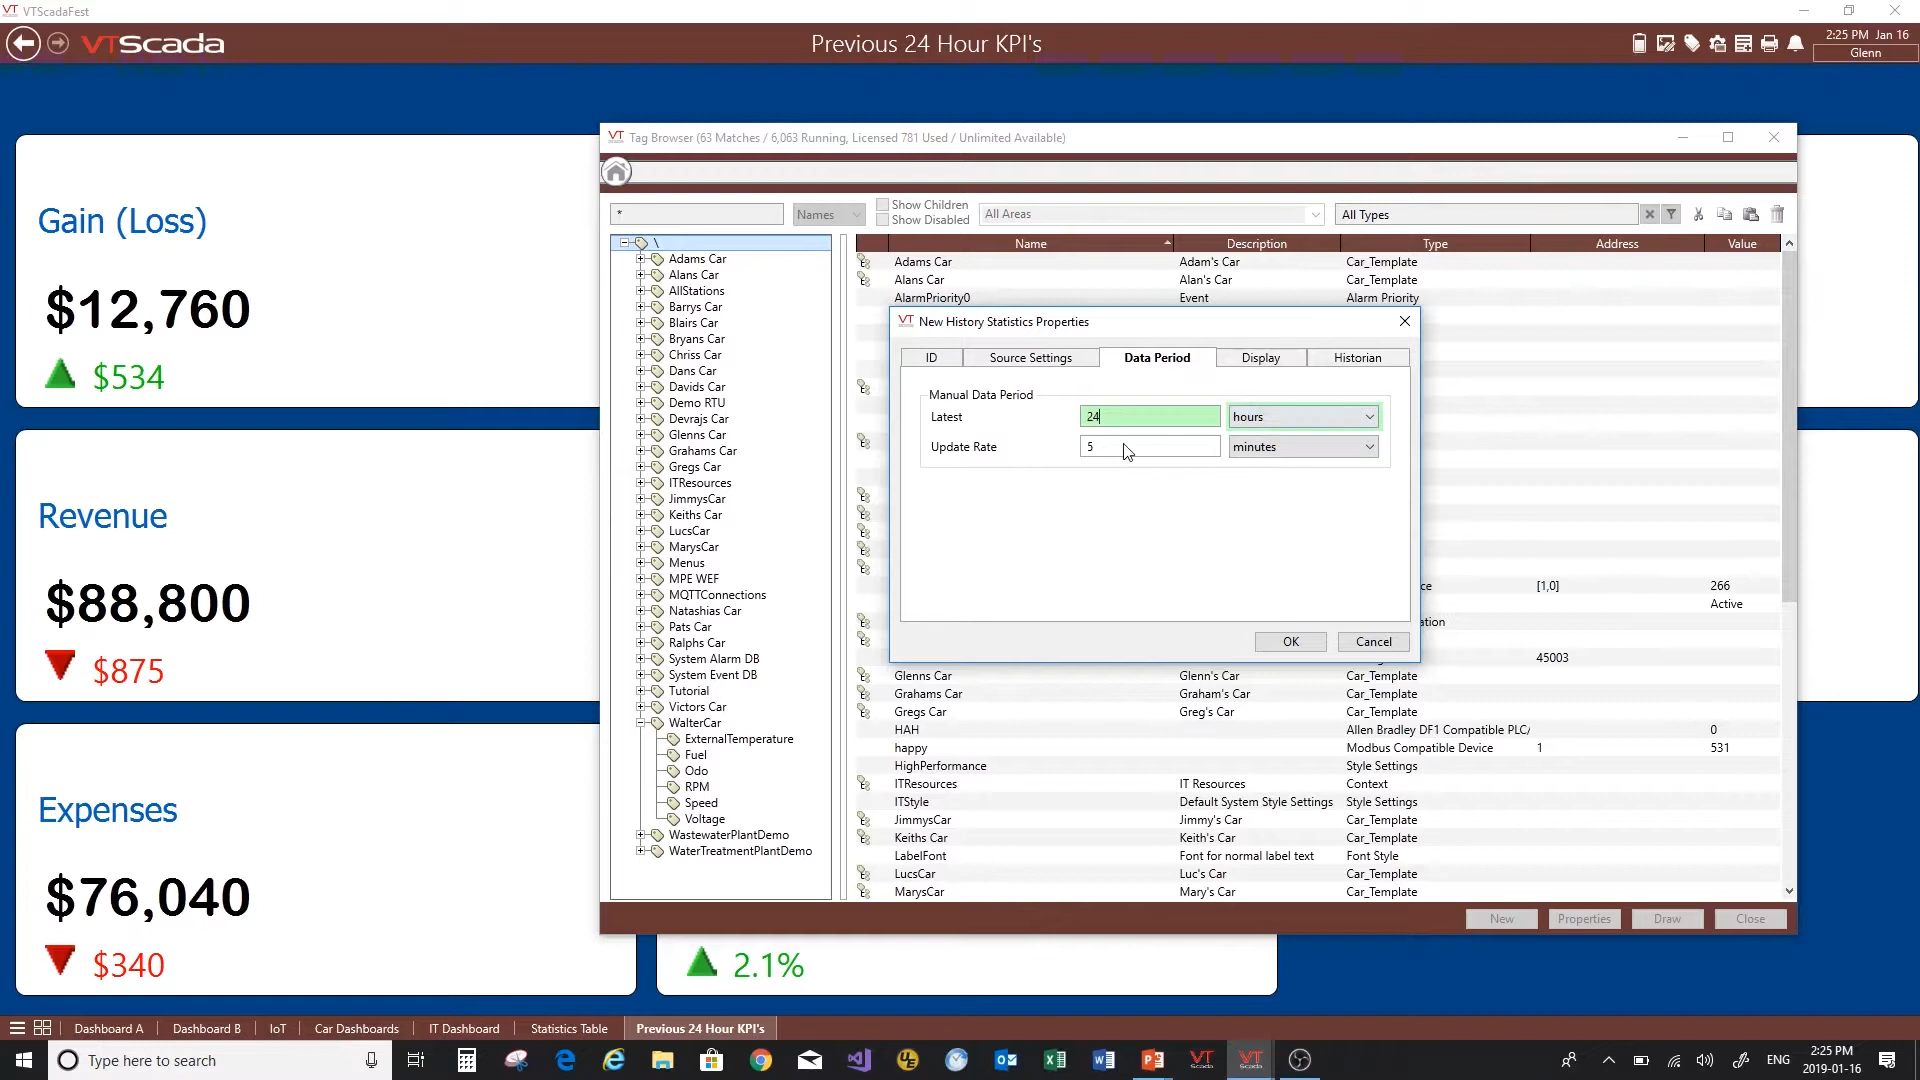 VTScadaFest
VTScada
Previous 24 Hour KPI's
2:25 PM Jan 16
Glenn
Gain (Loss)
$12,760
$534
Revenue
$88,800
$875
Expenses
$76,040
$340
2.1%
Tag Browser (63 Matches / 6,063 Running, Licensed 781 Used / Unlimited Available)
*
Names
Show Children
Show Disabled
All Areas
All Types
\
Adams Car
Alans Car
AllStations
Barrys Car
Blairs Car
Bryans Car
Chriss Car
Dans Car
Davids Car
Demo RTU
Devrajs Car
Glenns Car
Grahams Car
Gregs Car
ITResources
JimmysCar
Keiths Car
LucsCar
MarysCar
Menus
MPE WEF
MQTTConnections
Natashias Car
Pats Car
Ralphs Car
System Alarm DB
System Event DB
Tutorial
Victors Car
WalterCar
ExternalTemperature
Fuel
Odo
RPM
Speed
Voltage
WastewaterPlantDemo
WaterTreatmentPlantDemo
Name Description Type Address Value
Adams Car Adam's Car Car_Template
Alans Car Alan's Car Car_Template
AlarmPriority0 Event Alarm Priority
ce [1,0] 266
Active
ation
45003
Glenns Car Glenn's Car Car_Template
Grahams Car Graham's Car Car_Template
Gregs Car Greg's Car Car_Template
HAH Allen Bradley DF1 Compatible PLC/ 0
happy Modbus Compatible Device 1 531
HighPerformance Style Settings
ITResources IT Resources Context
ITStyle Default System Style Settings Style Settings
JimmysCar Jimmy's Car Car_Template
Keiths Car Keith's Car Car_Template
LabelFont Font for normal label text Font Style
LucsCar Luc's Car Car_Template
MarysCar Mary's Car Car_Template
New Properties Draw Close
New History Statistics Properties
ID Source Settings Data Period Display Historian
Manual Data Period
Latest 24 hours
Update Rate 5 minutes
OK Cancel
Dashboard A Dashboard B IoT Car Dashboards IT Dashboard Statistics Table Previous 24 Hour KPI's
Type here to search
ENG
2:25 PM
2019-01-16